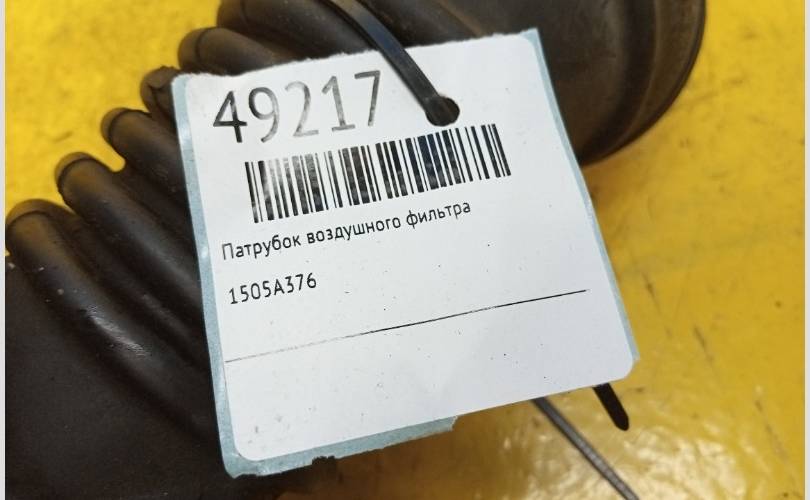 49217
Патрубок воздушного фильтра
1505A376